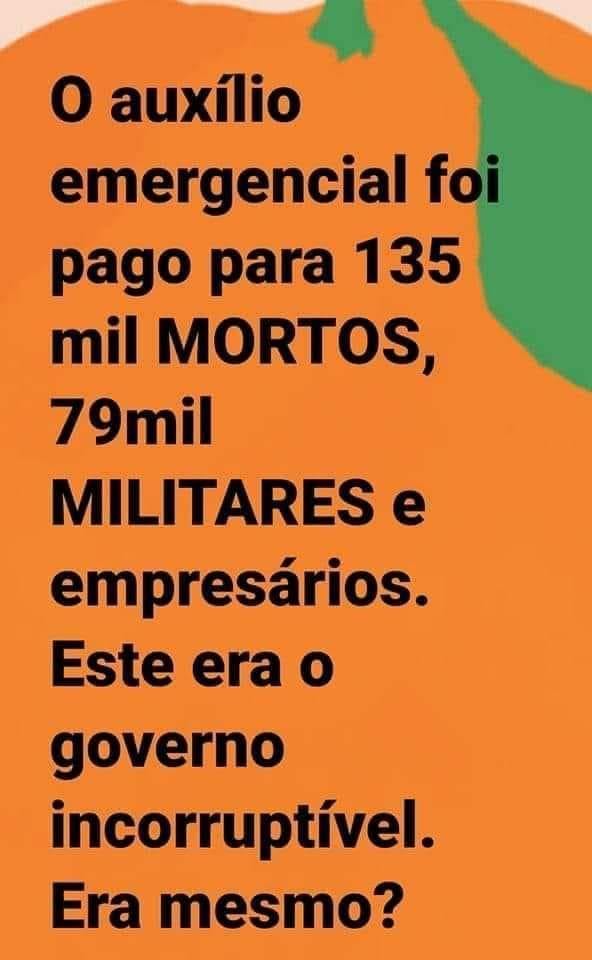 O auxílio
emergencial foi
pago para 135
mil MORTOS,
79mil
MILITARES e
empresários.
Este era o
governo
incorruptível.
Era mesmo?